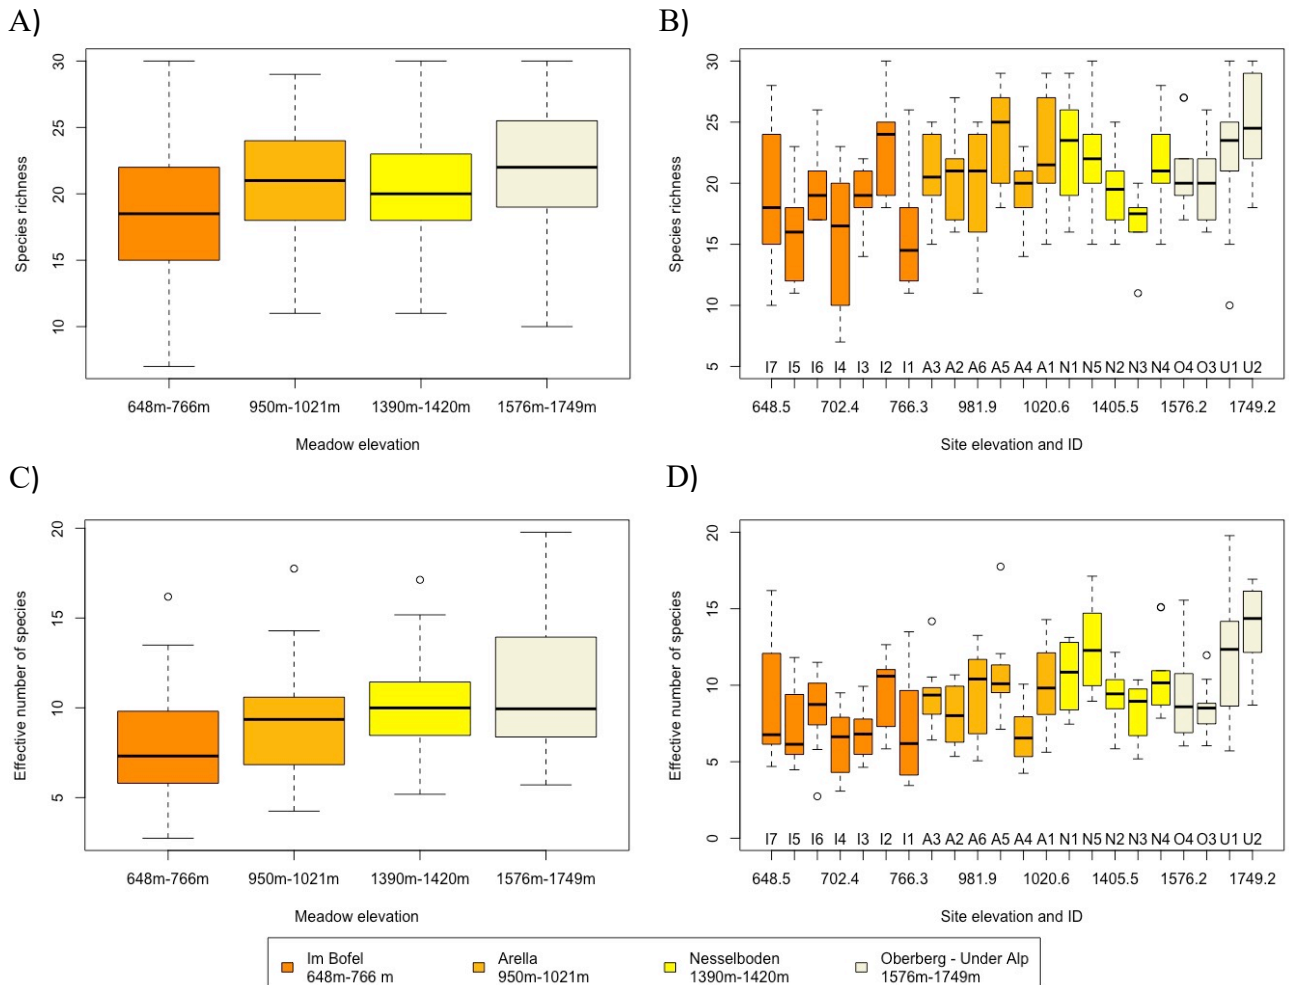 A)
Species richness
30
25
20
15
10
648m-766m 950m-1021m 1390m-1420m 1576m-1749m
Meadow elevation
B)
Species richness
30
25
20
15
10
5
I7 I5 I6 I4 I3 I2 I1 A3 A2 A6 A5 A4 A1 N1 N5 N2 N3 N4 O4 O3 U1 U2
648.5 702.4 766.3 981.9 1020.6 1405.5 1576.2 1749.2
Site elevation and ID
C)
Effective number of species
20
15
10
5
648m-766m 950m-1021m 1390m-1420m 1576m-1749m
Meadow elevation
D)
Effective number of species
20
15
10
5
0
I7 I5 I6 I4 I3 I2 I1 A3 A2 A6 A5 A4 A1 N1 N5 N2 N3 N4 O4 O3 U1 U2
648.5 702.4 766.3 981.9 1020.6 1405.5 1576.2 1749.2
Site elevation and ID
Im Bofel
648m-766 m
Arella
950m-1021m
Nesselboden
1390m-1420m
Oberberg - Under Alp
1576m-1749m